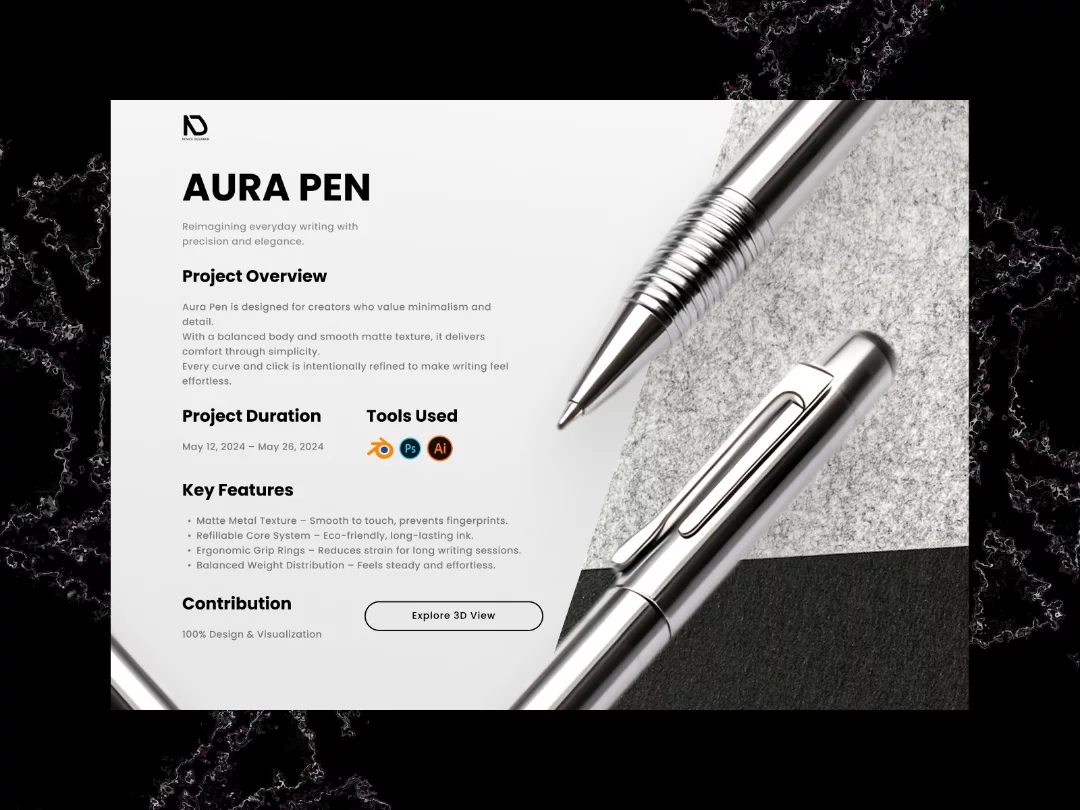 AURA PEN
Reimagining everyday writing with
precision and elegance.
Project Overview
Aura Pen is designed for creators who value minimalism and
detail.
With a balanced body and smooth matte texture, it delivers
comfort through simplicity.
Every curve and click is intentionally refined to make writing feel
effortless.
Project Duration
May 12, 2024 – May 26, 2024
Tools Used
Ps
Ai
Key Features
• Matte Metal Texture – Smooth to touch, prevents fingerprints.
• Refillable Core System – Eco-friendly, long-lasting ink.
• Ergonomic Grip Rings – Reduces strain for long writing sessions.
• Balanced Weight Distribution – Feels steady and effortless.
Contribution
100% Design & Visualization
Explore 3D View